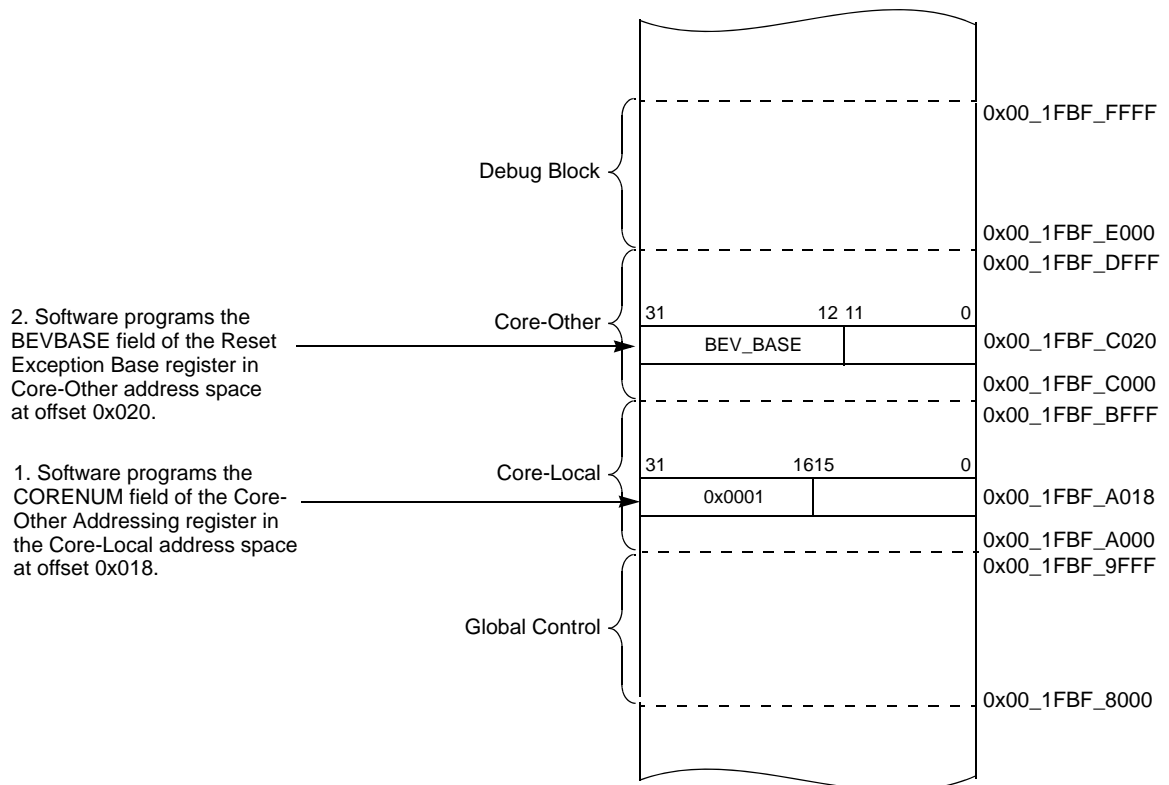 0x00_1FBF_FFFF
Debug Block
0x00_1FBF_E000
0x00_1FBF_DFFF
2. Software programs the
BEVBASE field of the Reset
Exception Base register in
Core-Other address space
at offset 0x020.
Core-Other
31 12 11 0
BEV_BASE
0x00_1FBF_C020
0x00_1FBF_C000
0x00_1FBF_BFFF
1. Software programs the
CORENUM field of the Core-
Other Addressing register in
the Core-Local address space
at offset 0x018.
Core-Local
31 1615 0
0x0001
0x00_1FBF_A018
0x00_1FBF_A000
0x00_1FBF_9FFF
Global Control
0x00_1FBF_8000